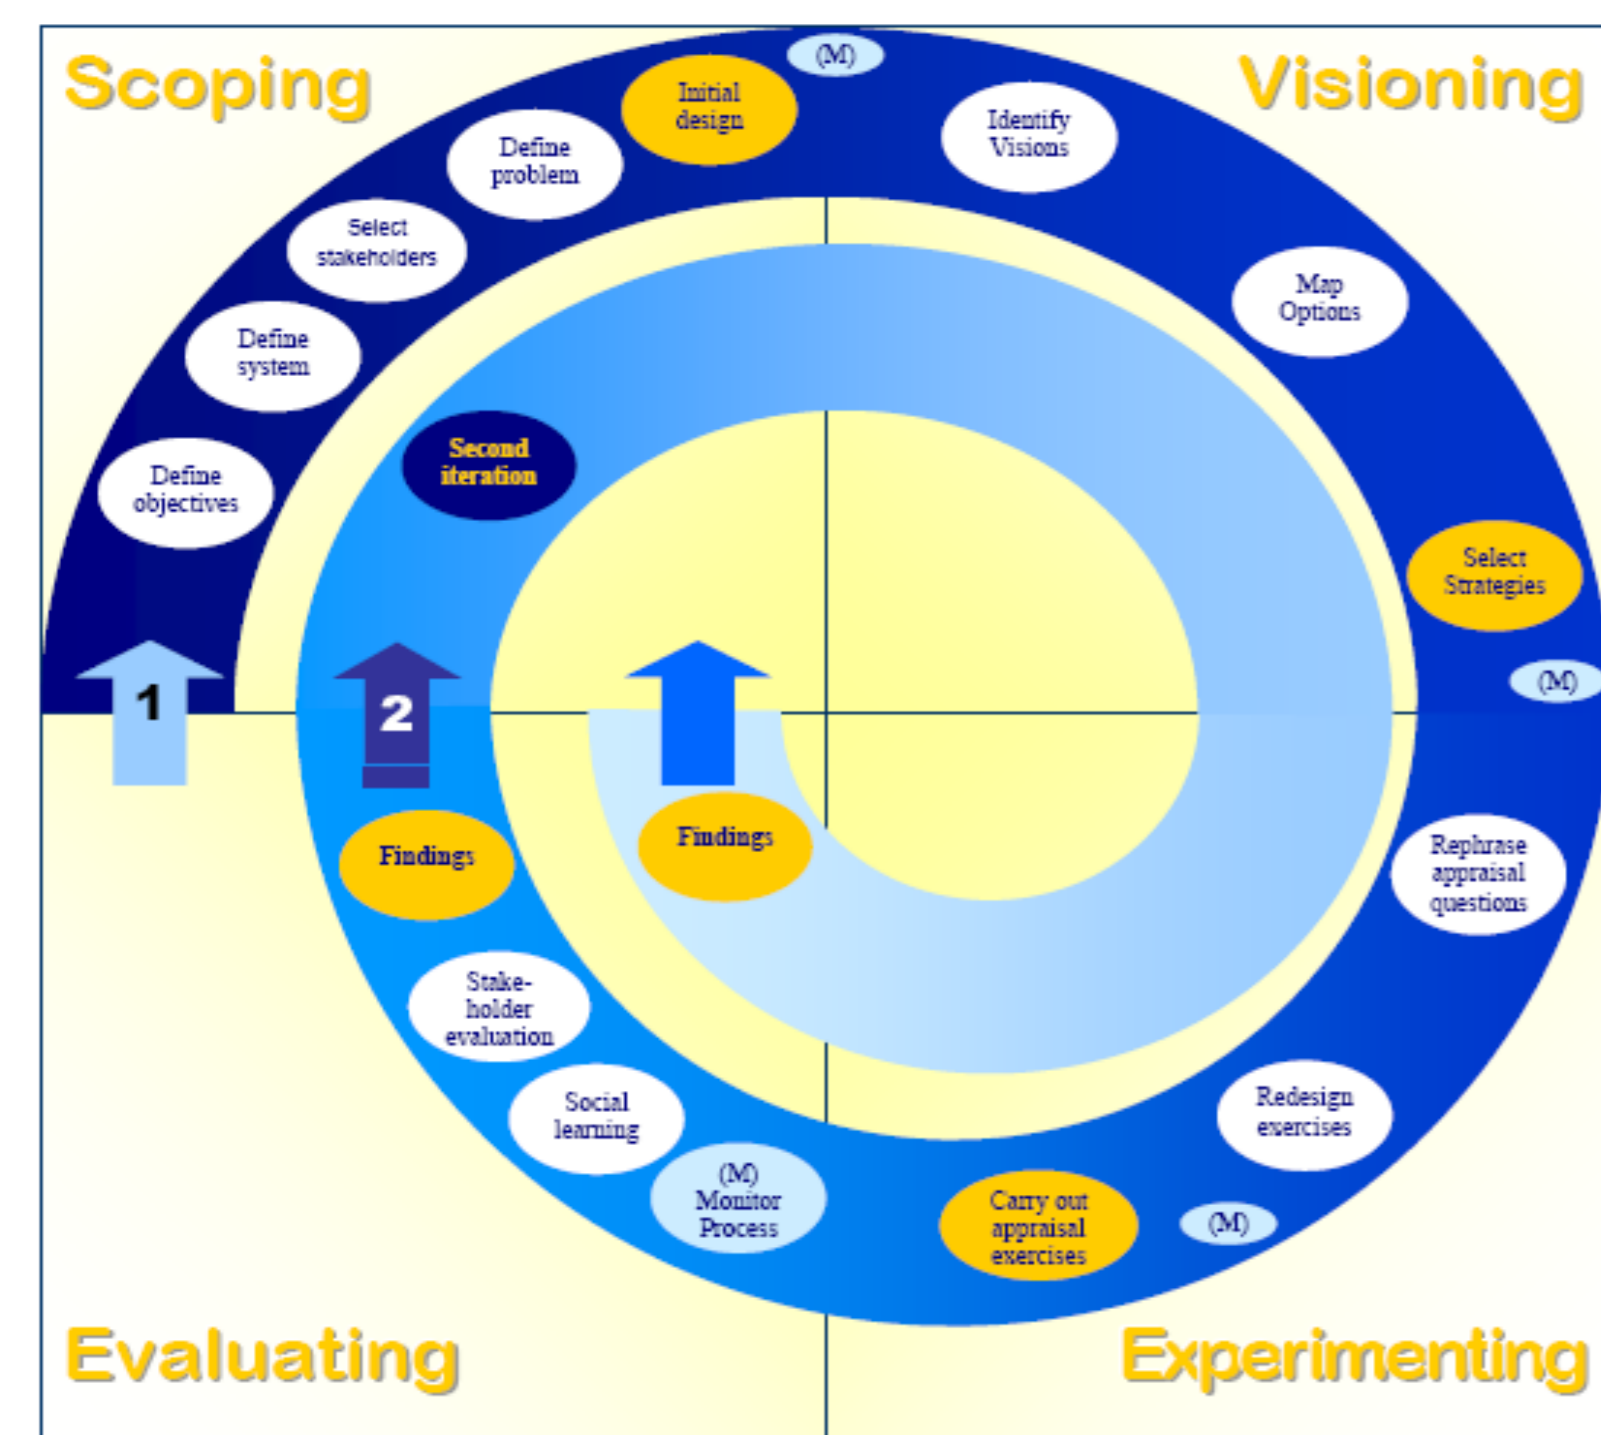 Scoping
Visioning
(M)
Initial
design
Identify
Visions
Define
problem
Select
stakeholders
Map
Options
Define
system
Second
iteration
Define
objectives
Select
Strategies
(M)
1
2
Rephrase
appraisal
questions
Findings
Findings
Stake-
holder
evaluation
Social
learning
Redesign
exercises
(M)
Monitor
Process
Carry out
appraisal
exercises
(M)
Evaluating
Experimenting